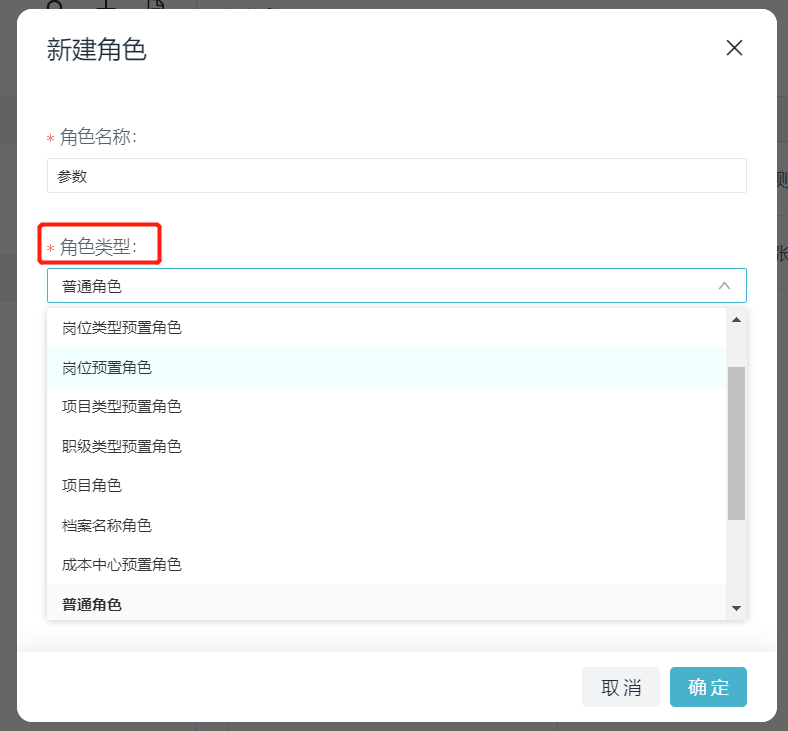 新建角色
* 角色名称:
参数
* 角色类型:
普通角色
岗位类型预置角色
岗位预置角色
项目类型预置角色
职级类型预置角色
项目角色
档案名称角色
成本中心预置角色
普通角色
取消
确定